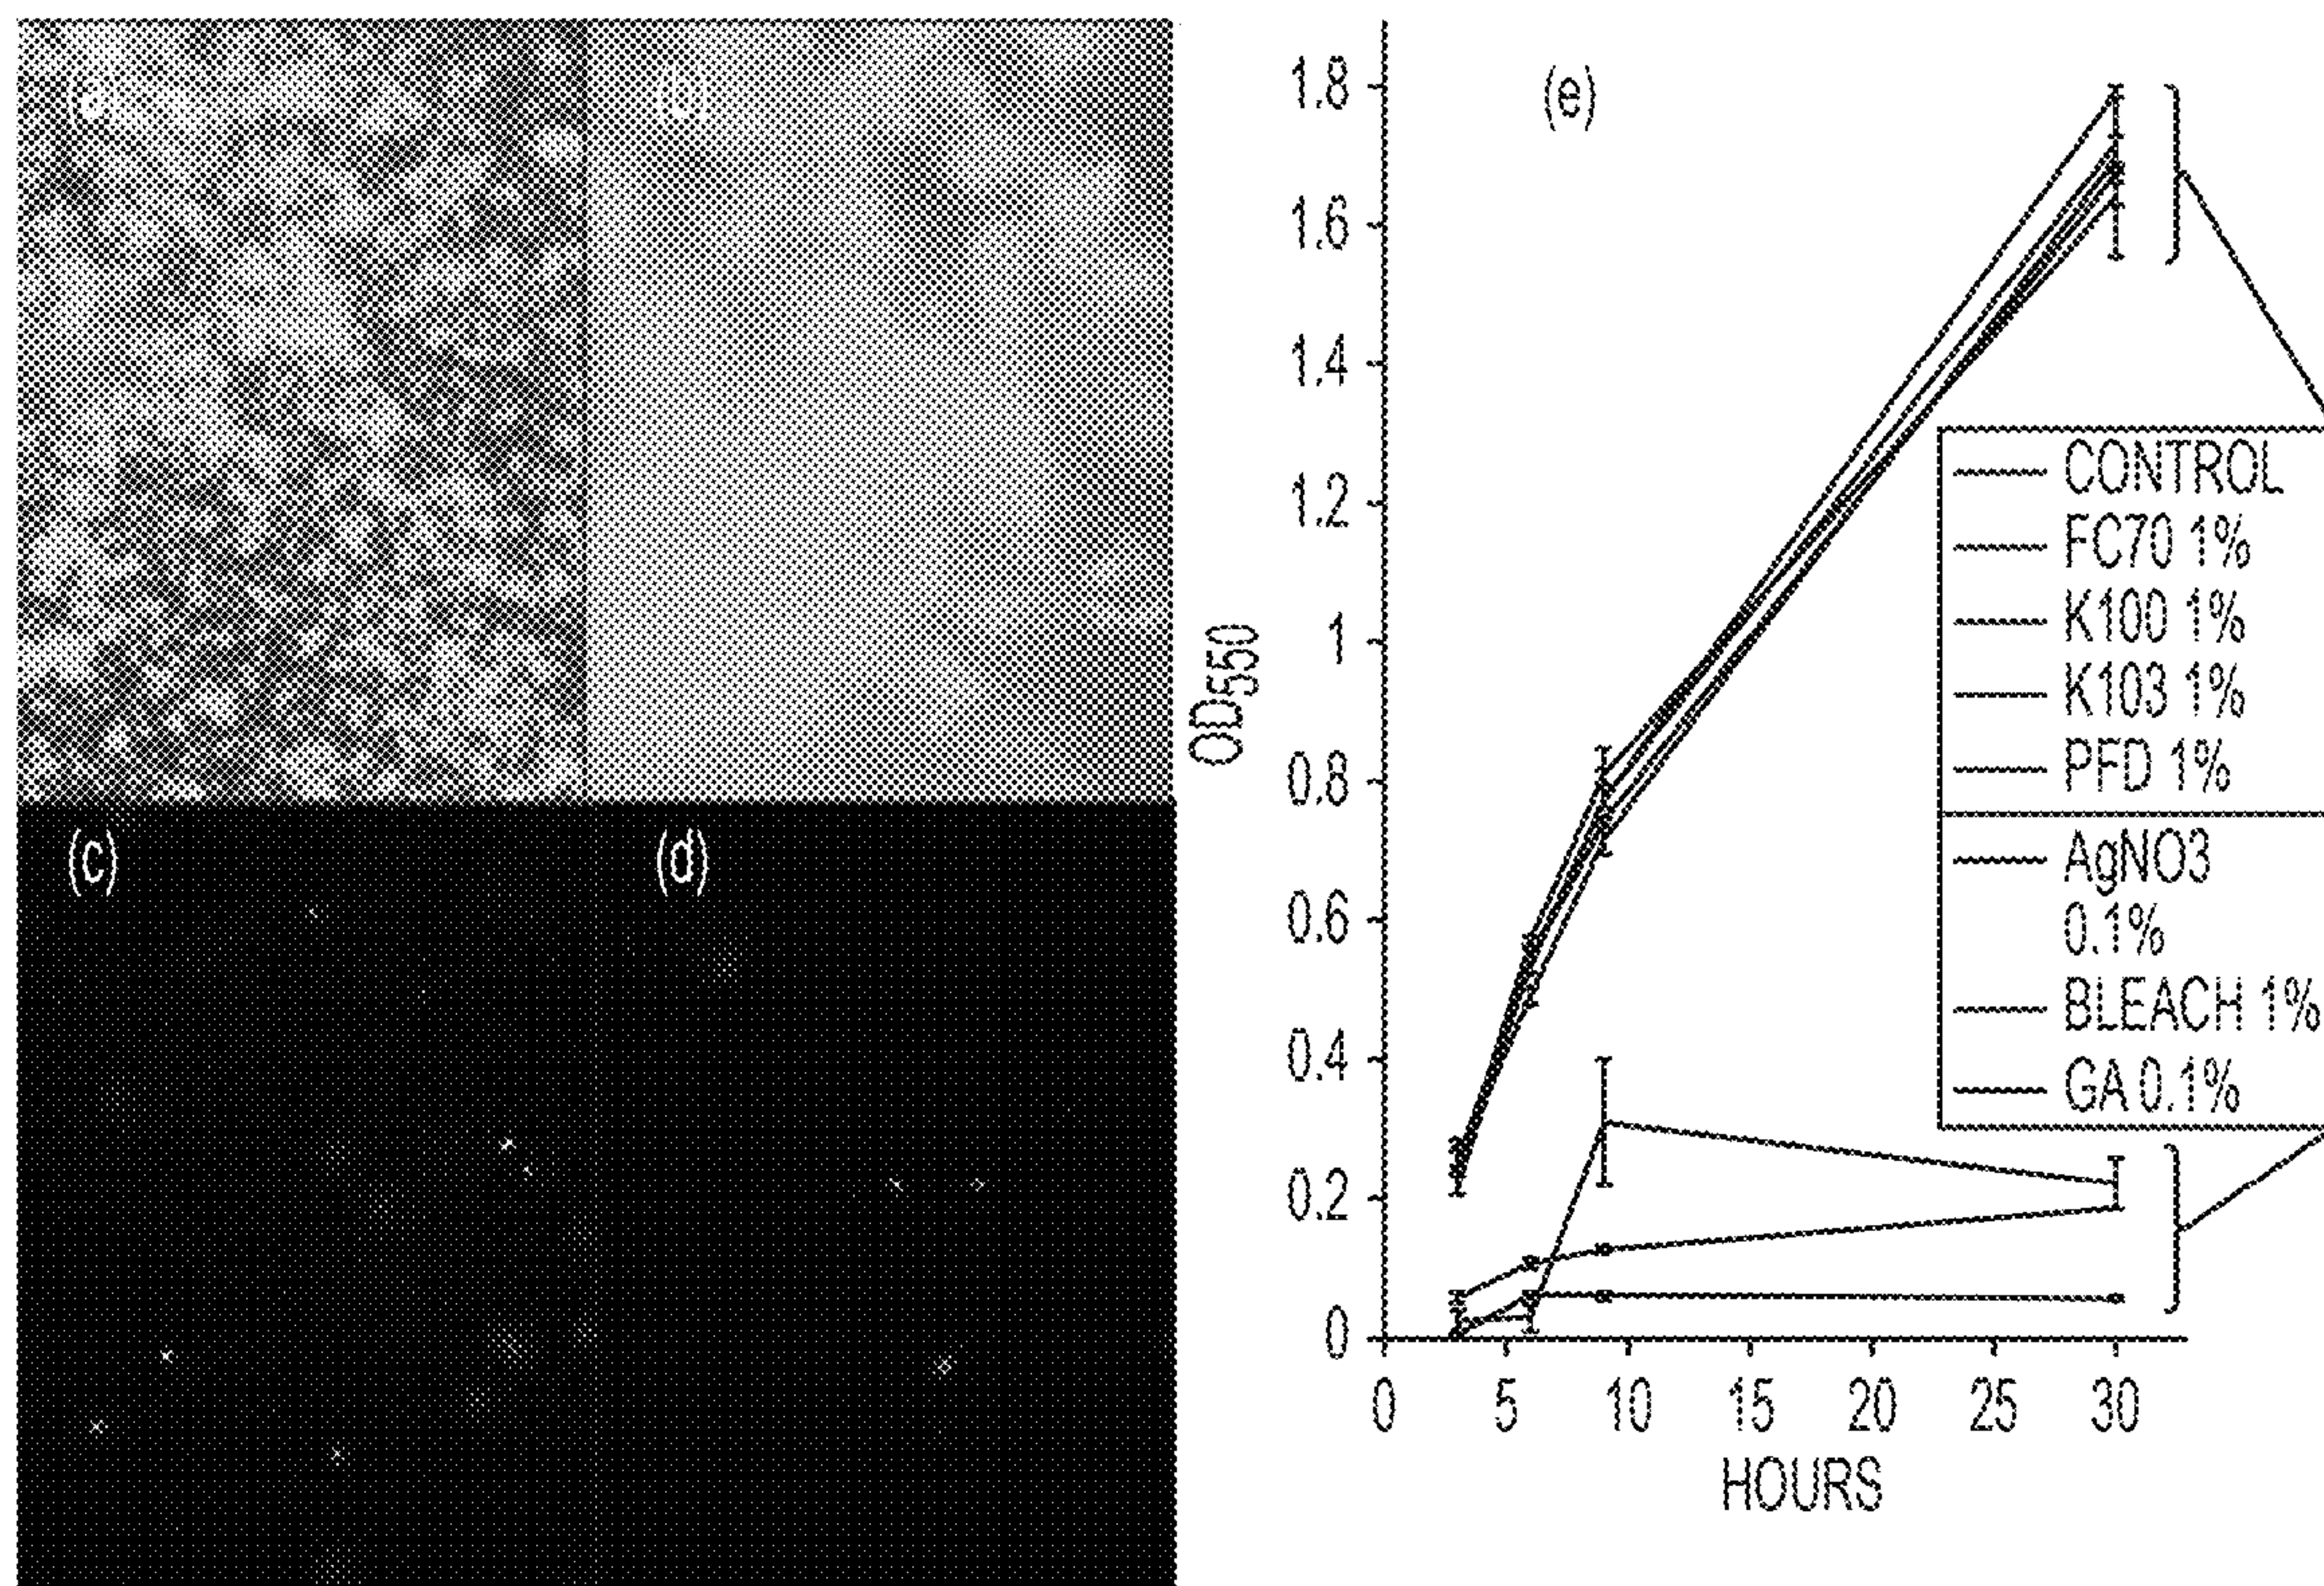 (a)
(b)
(c)
(d)
(e)
OD550
1.8
1.6
1.4
1.2
1
0.8
0.6
0.4
0.2
0
0 5 10 15 20 25 30
HOURS
CONTROL
FC70 1%
K100 1%
K103 1%
PFD 1%
AgNO3
0.1%
BLEACH 1%
GA 0.1%